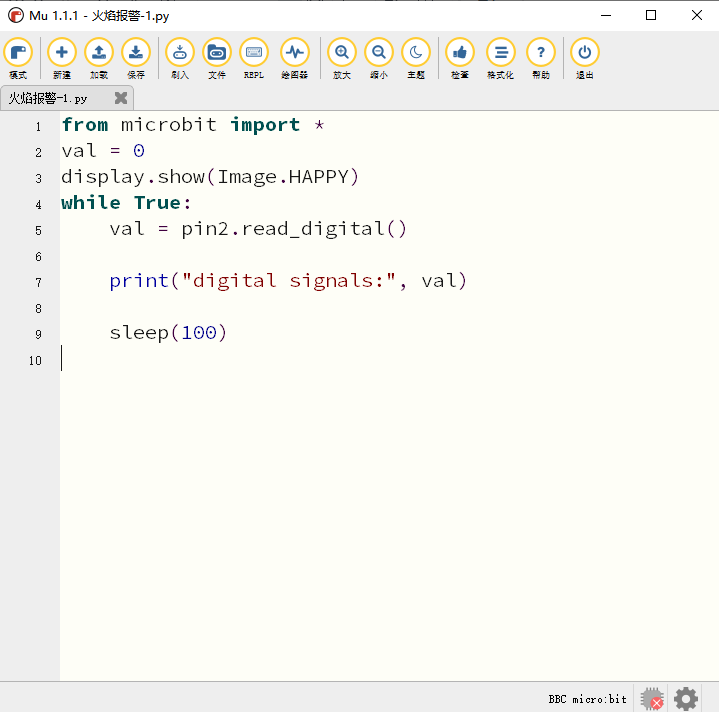 Mu 1.1.1 - 火焰报警-1.py
模式 新建 加载 保存 刷入 文件 REPL 绘图器 放大 缩小 主题 检查 格式化 帮助 退出
火焰报警-1.py
1 from microbit import *
2 val = 0
3 display.show(Image.HAPPY)
4 while True:
5     val = pin2.read_digital()
6
7     print("digital signals:", val)
8
9     sleep(100)
10
BBC micro:bit